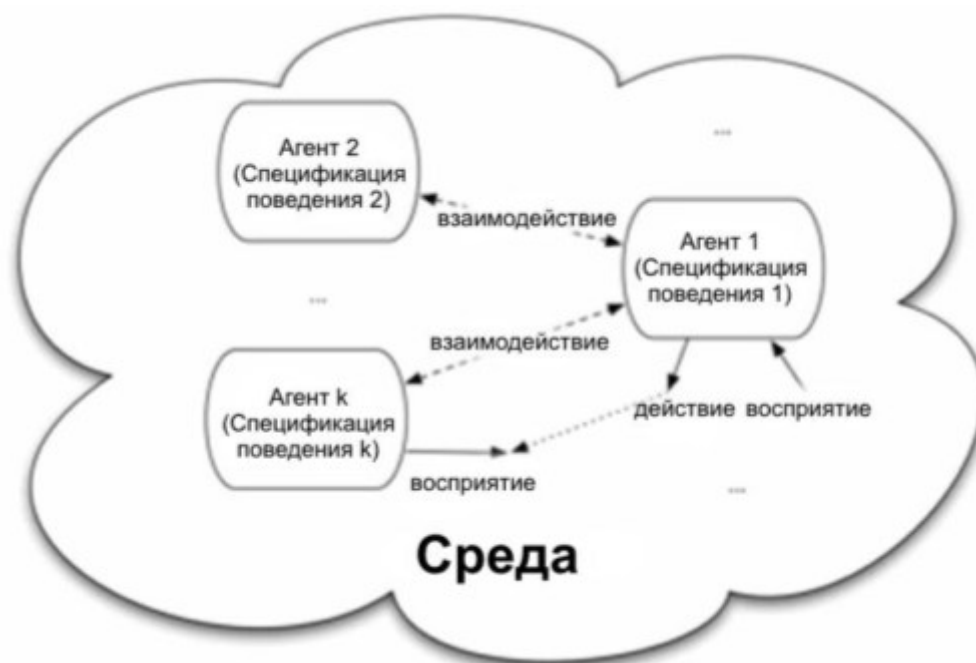 Агент 2
(Спецификация
поведения 2)
...
взаимодействие
Агент 1
(Спецификация
поведения 1)
...
взаимодействие
Агент k
(Спецификация
поведения k)
действие восприятие
восприятие
...
Среда